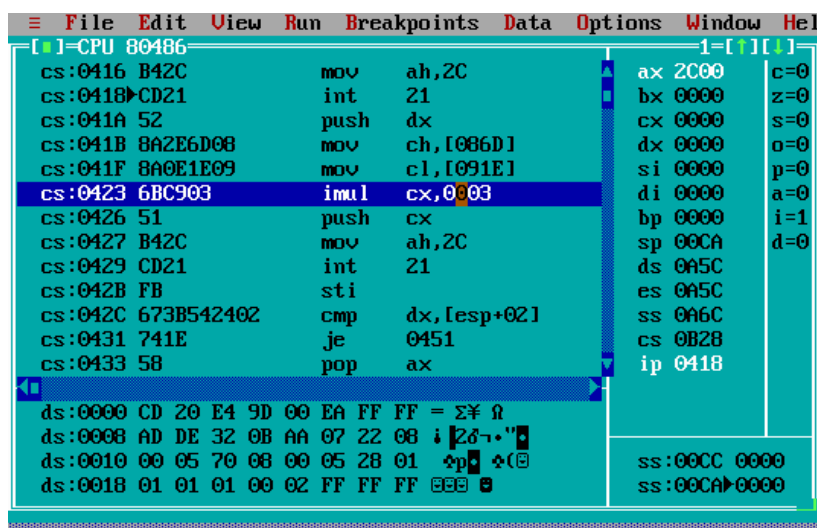 ≡ File Edit View Run Breakpoints Data Options Window Hel
[■]=CPU 80486 1=[↑][↓]
cs:0416 B42C mov ah,2C ax 2C00 c=0
cs:0418►CD21 int 21 bx 0000 z=0
cs:041A 52 push dx cx 0000 s=0
cs:041B 8A2E6D08 mov ch,[086D] dx 0000 o=0
cs:041F 8A0E1E09 mov cl,[091E] si 0000 p=0
cs:0423 6BC903 imul cx,0003 di 0000 a=0
cs:0426 51 push cx bp 0000 i=1
cs:0427 B42C mov ah,2C sp 00CA d=0
cs:0429 CD21 int 21 ds 0A5C
cs:042B FB sti es 0A5C
cs:042C 673B542402 cmp dx,[esp+02] ss 0A6C
cs:0431 741E je 0451 cs 0B28
cs:0433 58 pop ax ip 0418
ds:0000 CD 20 E4 9D 00 EA FF FF = Σ¥ Ω
ds:0008 AD DE 32 0B AA 07 22 08 ¡▐2♂¬•"◘
ds:0010 00 05 70 08 00 05 28 01 ♣p◘ ♣(☺ ss:00CC 0000
ds:0018 01 01 01 00 02 FF FF FF ☺☺☺ ☻ ss:00CA►0000